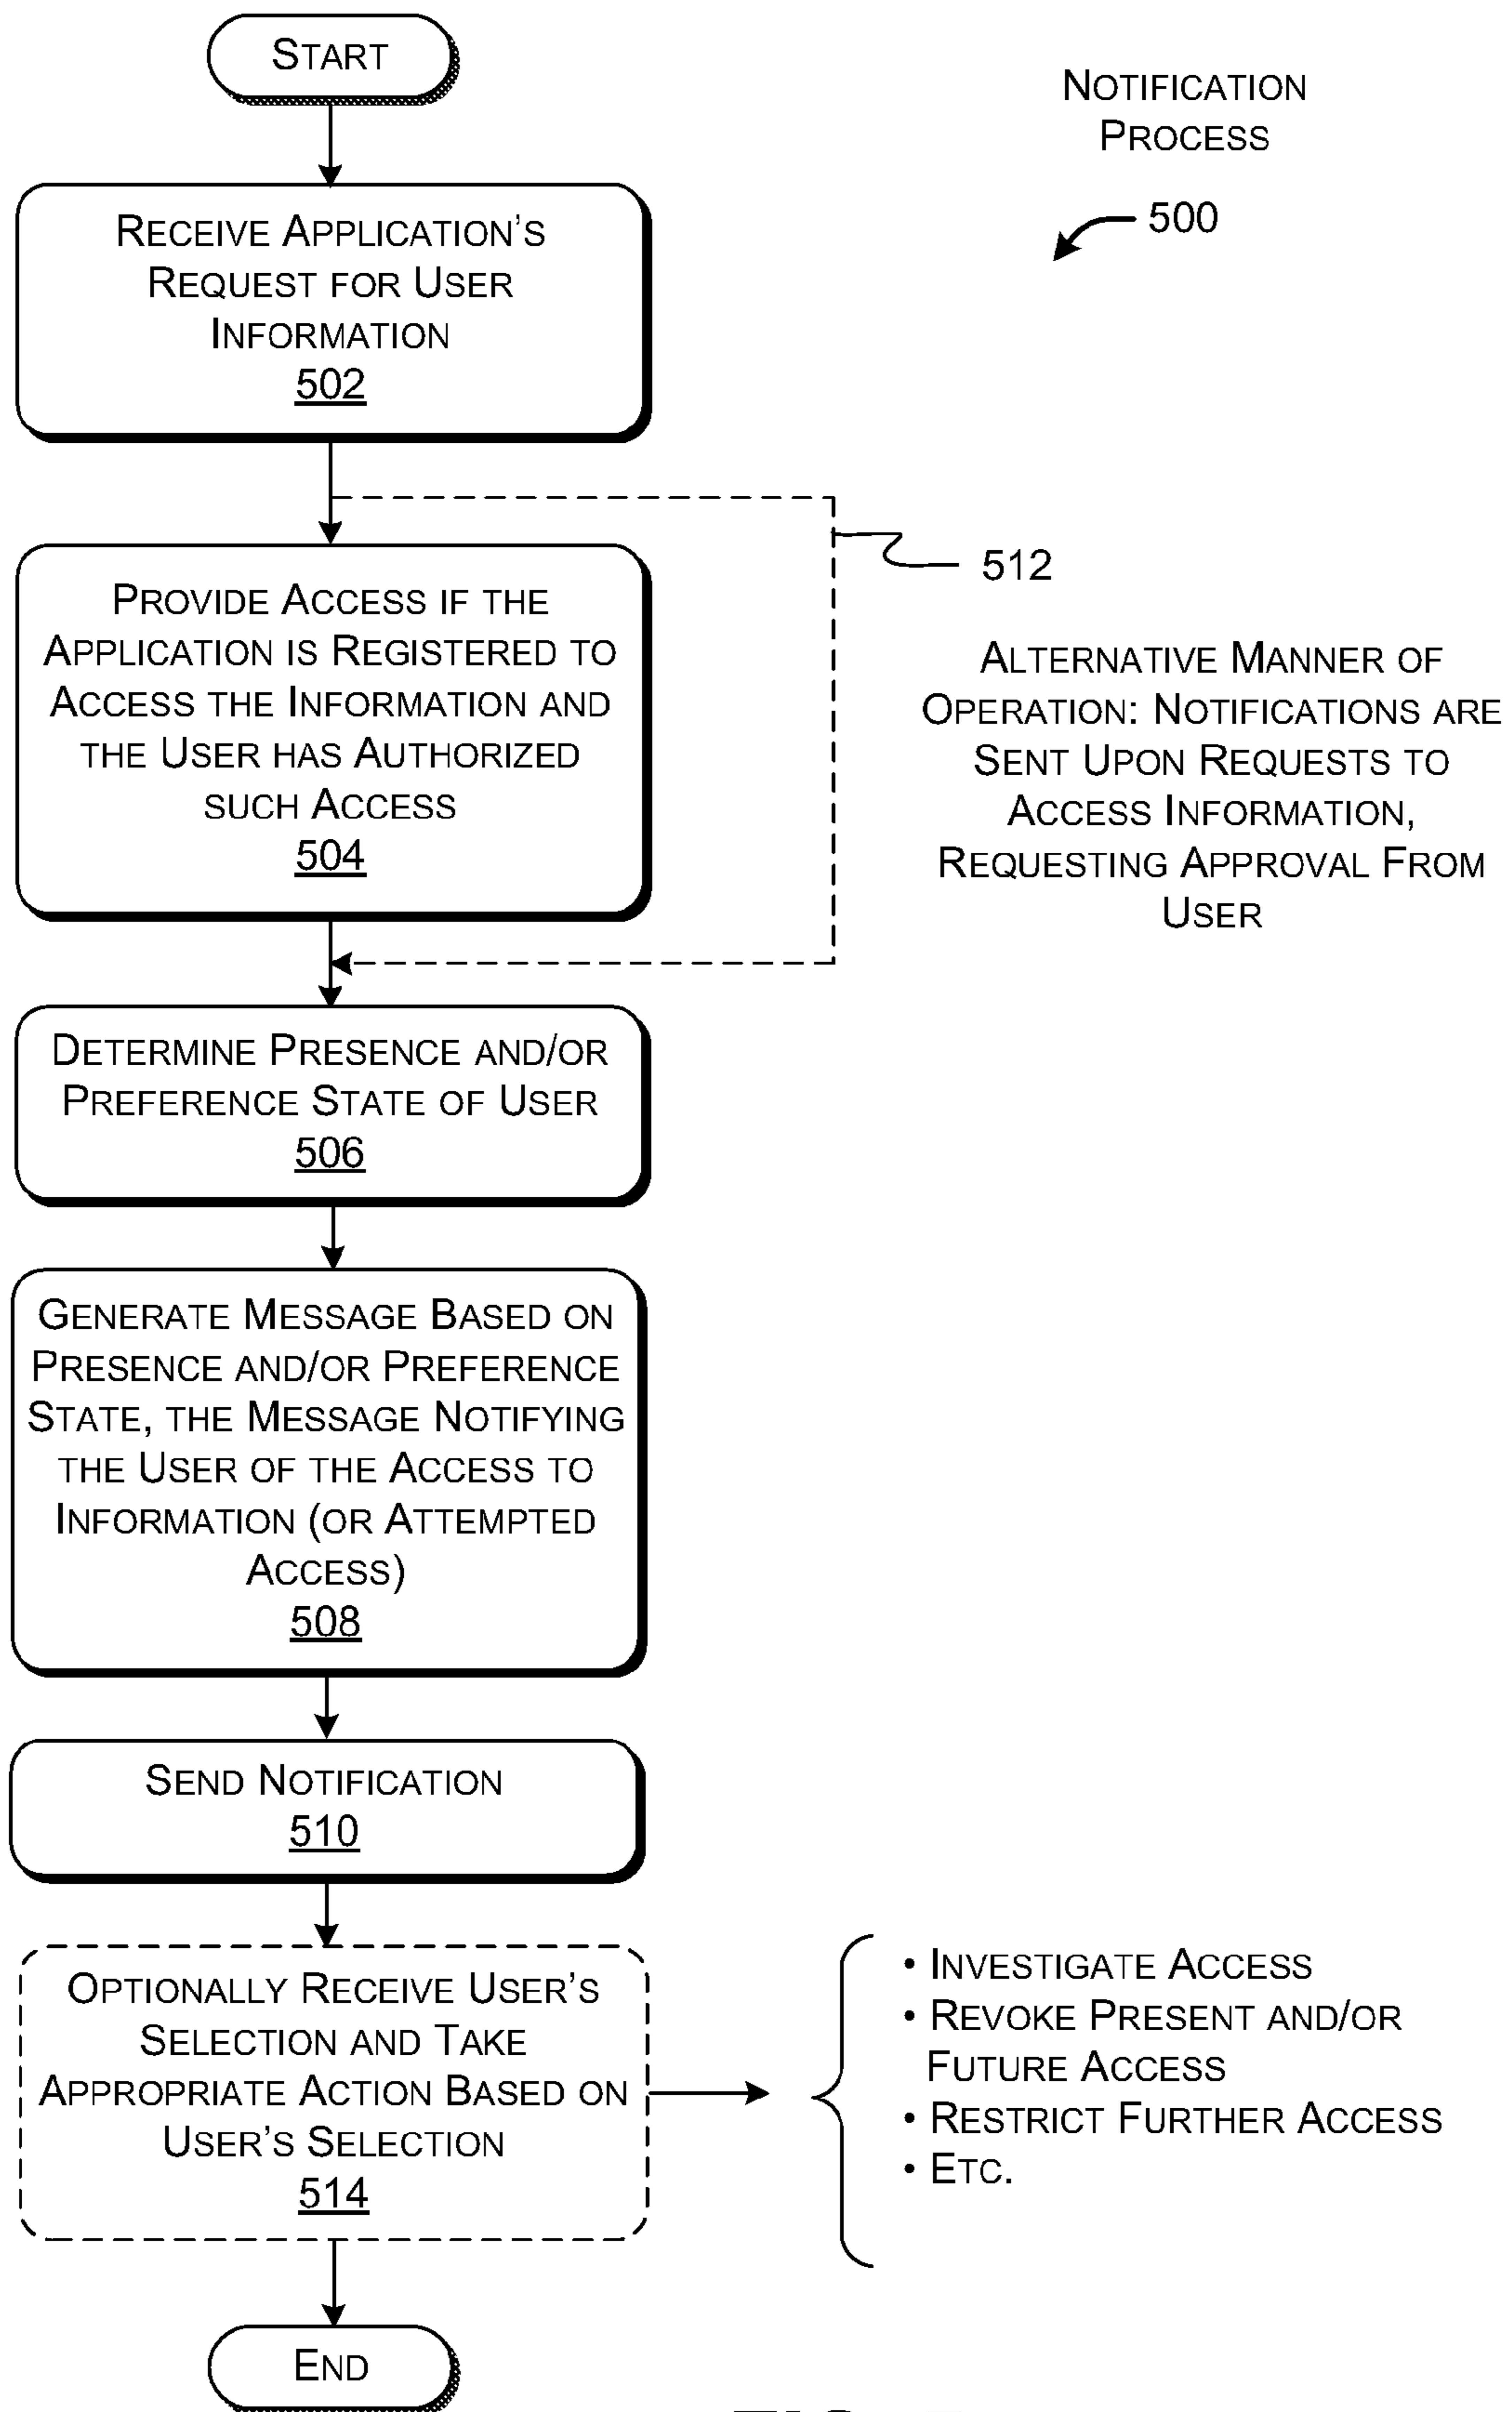 START
NOTIFICATION
PROCESS
500
RECEIVE APPLICATION'S
REQUEST FOR USER
INFORMATION
502
512
PROVIDE ACCESS IF THE
APPLICATION IS REGISTERED TO
ACCESS THE INFORMATION AND
THE USER HAS AUTHORIZED
SUCH ACCESS
504
ALTERNATIVE MANNER OF
OPERATION: NOTIFICATIONS ARE
SENT UPON REQUESTS TO
ACCESS INFORMATION,
REQUESTING APPROVAL FROM
USER
DETERMINE PRESENCE AND/OR
PREFERENCE STATE OF USER
506
GENERATE MESSAGE BASED ON
PRESENCE AND/OR PREFERENCE
STATE, THE MESSAGE NOTIFYING
THE USER OF THE ACCESS TO
INFORMATION (OR ATTEMPTED
ACCESS)
508
SEND NOTIFICATION
510
OPTIONALLY RECEIVE USER'S
SELECTION AND TAKE
APPROPRIATE ACTION BASED ON
USER'S SELECTION
514
• INVESTIGATE ACCESS
• REVOKE PRESENT AND/OR
FUTURE ACCESS
• RESTRICT FURTHER ACCESS
• ETC.
END